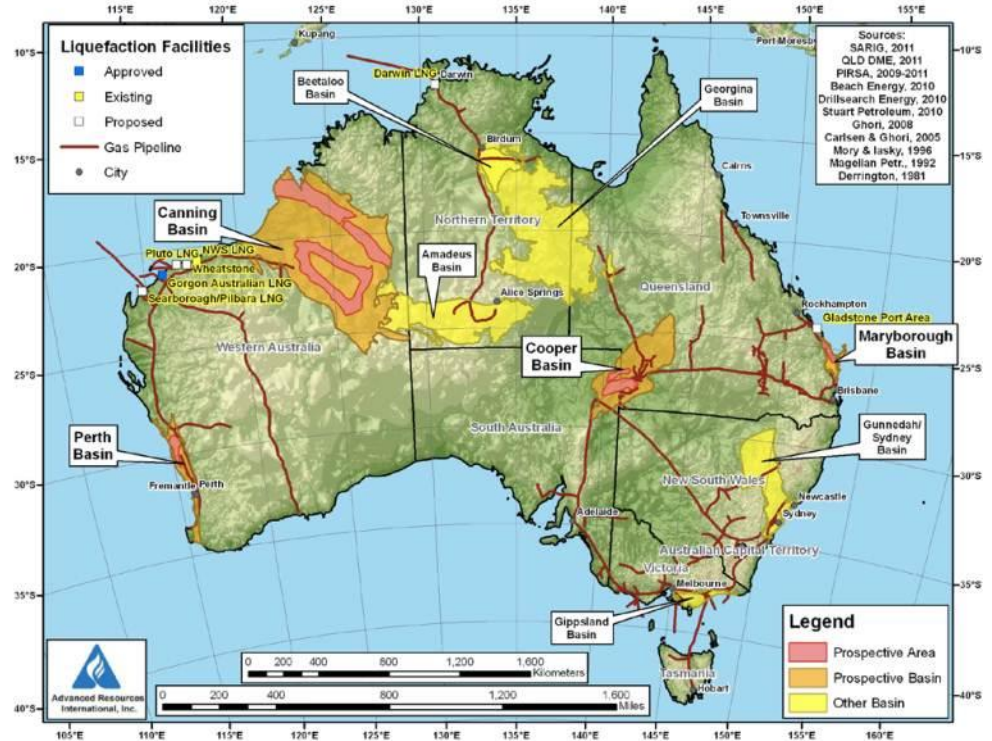 115°E
120°E
125°E
130°E
135°E
140°E
145°E
150°E
155°E
Liquefaction Facilities
Approved
Existing
Proposed
Gas Pipeline
City
Kupang
Port Moresby
Sources:
SARIG, 2011
QLD DME, 2011
PIRSA, 2009-2011
Beach Energy, 2010
Drillsearch Energy, 2010
Stuart Petroleum, 2010
Ghori, 2008
Carlsen & Ghori, 2005
Mory & Iasky, 1996
Magellan Petr., 1992
Derrington, 1981
10°S
10°S
Darwin LNG
Darwin
Beetaloo
Basin
Georgina
Basin
Birdum
15°S
15°S
Cairns
Canning
Basin
Northern Territory
Townsville
Pluto LNG
NWS LNG
Wheatstone
Gorgon Australian LNG
Searboroagh/Pilbara LNG
20°S
20°S
Amadeus
Basin
Alice Springs
Queensland
Rockhampton
Gladstone Port Area
Western Australia
Cooper
Basin
Maryborough
Basin
25°S
25°S
Brisbane
South Australia
Perth
Basin
Gunnedah/
Sydney
Basin
New South Wales
Fremantle
Perth
30°S
30°S
Newcastle
Sydney
Adelaide
Australian Capital Territory
Victoria
Melbourne
35°S
35°S
Gippsland
Basin
Legend
Prospective Area
Prospective Basin
Other Basin
Advanced Resources
International, Inc.
0 200 400 800 1,200 1,600
Kilometers
0 200 400 800 1,200 1,600
Miles
Tasmania
Hobart
40°S
40°S
105°E
110°E
115°E
120°E
125°E
130°E
135°E
140°E
145°E
150°E
155°E
160°E